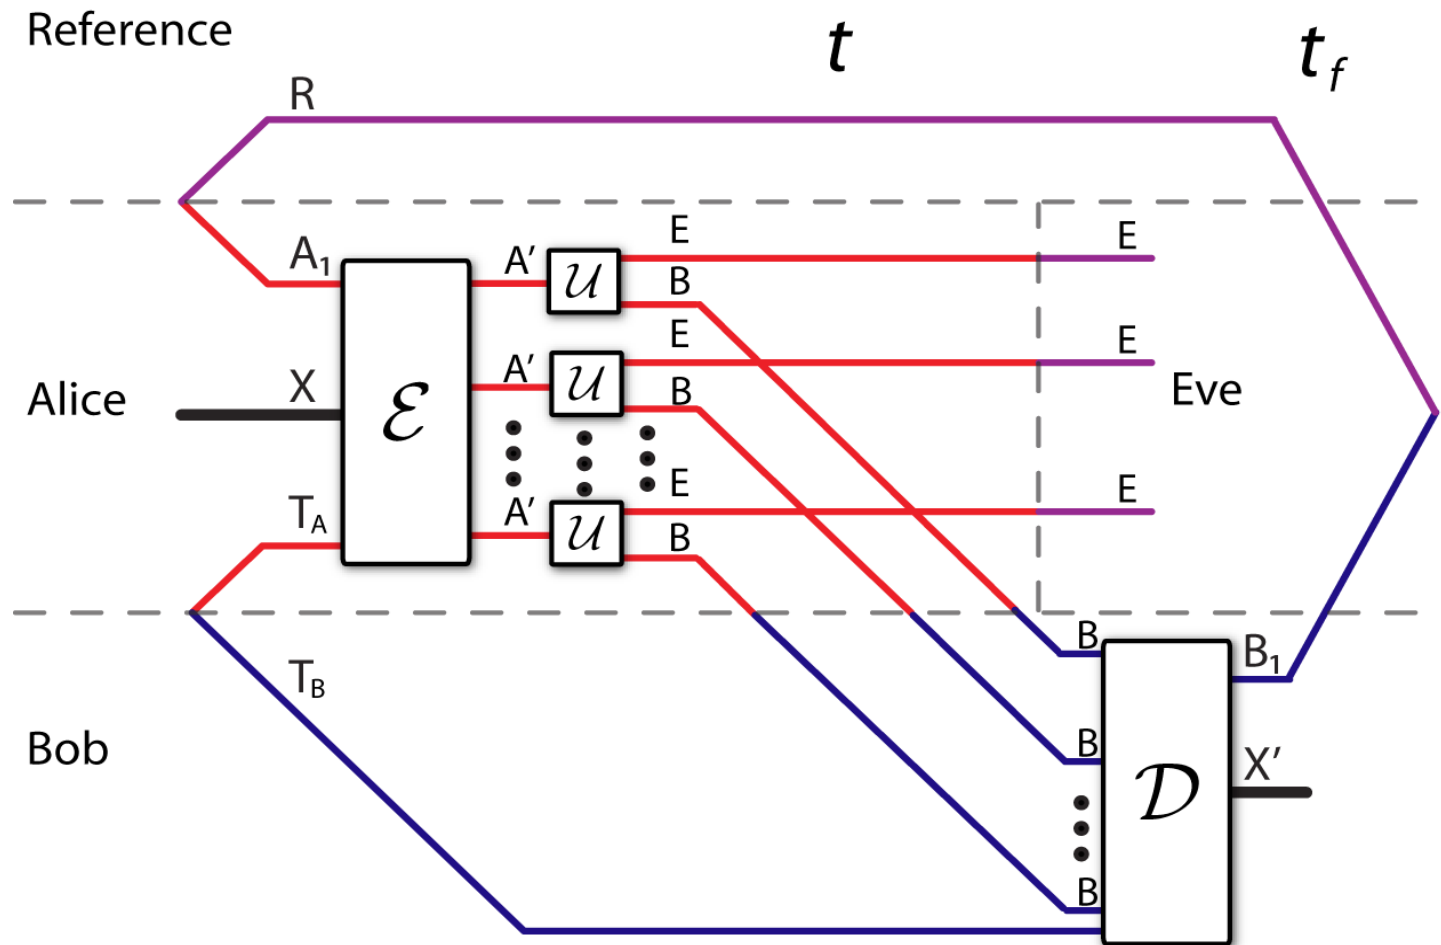 Reference
t
t_f
R
E
E
A₁
A′
U
B
E
E
X
A′
U
B
Alice
ℰ
Eve
T_A
E
E
A′
U
B
T_B
B
B₁
Bob
B
X′
D
B